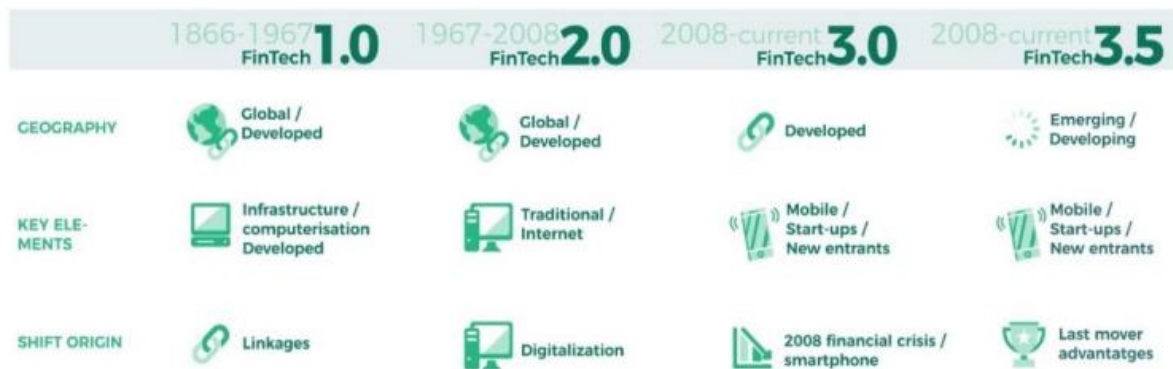 1866-1967 FinTech 1.0
1967-2008 FinTech 2.0
2008-current FinTech 3.0
2008-current FinTech 3.5
GEOGRAPHY
Global /
Developed
Global /
Developed
Developed
Emerging /
Developing
KEY ELE-
MENTS
Infrastructure /
computerisation
Developed
Traditional /
Internet
Mobile /
Start-ups /
New entrants
Mobile /
Start-ups /
New entrants
SHIFT ORIGIN
Linkages
Digitalization
2008 financial crisis /
smartphone
Last mover
advantatges